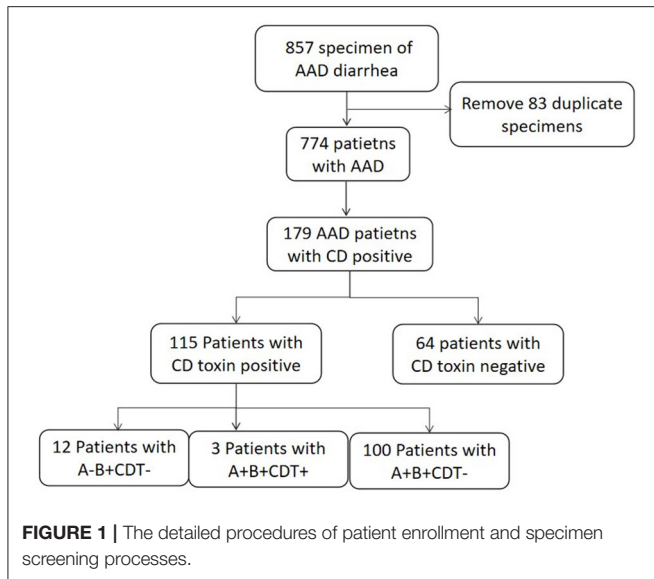 857 specimen of
AAD diarrhea
Remove 83 duplicate
specimens
774 patietns
with AAD
179 AAD patietns
with CD positive
115 Patients with
CD toxin positive
64 patients with
CD toxin negative
12 Patients with
A-B+CDT-
3 Patients with
A+B+CDT+
100 Patients with
A+B+CDT-
FIGURE 1 | The detailed procedures of patient enrollment and specimen
screening processes.